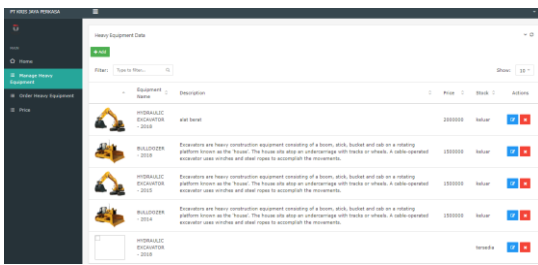 Heavy Equipment Data
+ Add
Filter: Type to filter...
Show: 10
Equipment Name Description Price Stock Actions
HYDRAULIC EXCAVATOR - 2018 alat berat 2000000 keluar
BULLDOZER - 2018 Excavators are heavy construction equipment consisting of a boom, stick, bucket and cab on a rotating
platform known as the 'house'. The house sits atop an undercarriage with tracks or wheels. A cable-operated
excavator uses winches and steel ropes to accomplish the movements. 1500000 keluar
HYDRAULIC EXCAVATOR - 2015 Excavators are heavy construction equipment consisting of a boom, stick, bucket and cab on a rotating
platform known as the 'house'. The house sits atop an undercarriage with tracks or wheels. A cable-operated
excavator uses winches and steel ropes to accomplish the movements. 1500000 keluar
BULLDOZER - 2014 Excavators are heavy construction equipment consisting of a boom, stick, bucket and cab on a rotating
platform known as the 'house'. The house sits atop an undercarriage with tracks or wheels. A cable-operated
excavator uses winches and steel ropes to accomplish the movements. 1500000 keluar
HYDRAULIC EXCAVATOR - 2018 tersedia
Home
Manage Heavy
Equipment
Order Heavy Equipment
Price